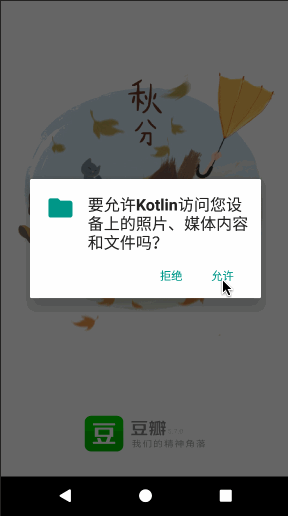 秋
分
要允许Kotlin访问您设
备上的照片、媒体内容
和文件吗？
拒绝
允许
豆
豆瓣
我们的精神角落